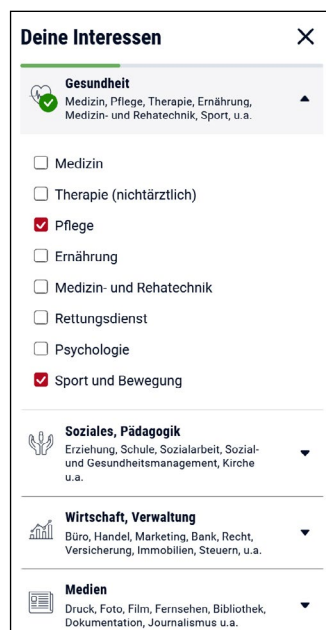 Deine Interessen
Gesundheit
Medizin, Pflege, Therapie, Ernährung,
Medizin- und Rehatechnik, Sport, u.a.
Medizin
Therapie (nichtärztlich)
Pflege
Ernährung
Medizin- und Rehatechnik
Rettungsdienst
Psychologie
Sport und Bewegung
Soziales, Pädagogik
Erziehung, Schule, Sozialarbeit, Sozial-
und Gesundheitsmanagement, Kirche
u.a.
Wirtschaft, Verwaltung
Büro, Handel, Marketing, Bank, Recht,
Versicherung, Immobilien, Steuern, u.a.
Medien
Druck, Foto, Film, Fernsehen, Bibliothek,
Dokumentation, Journalismus u.a.